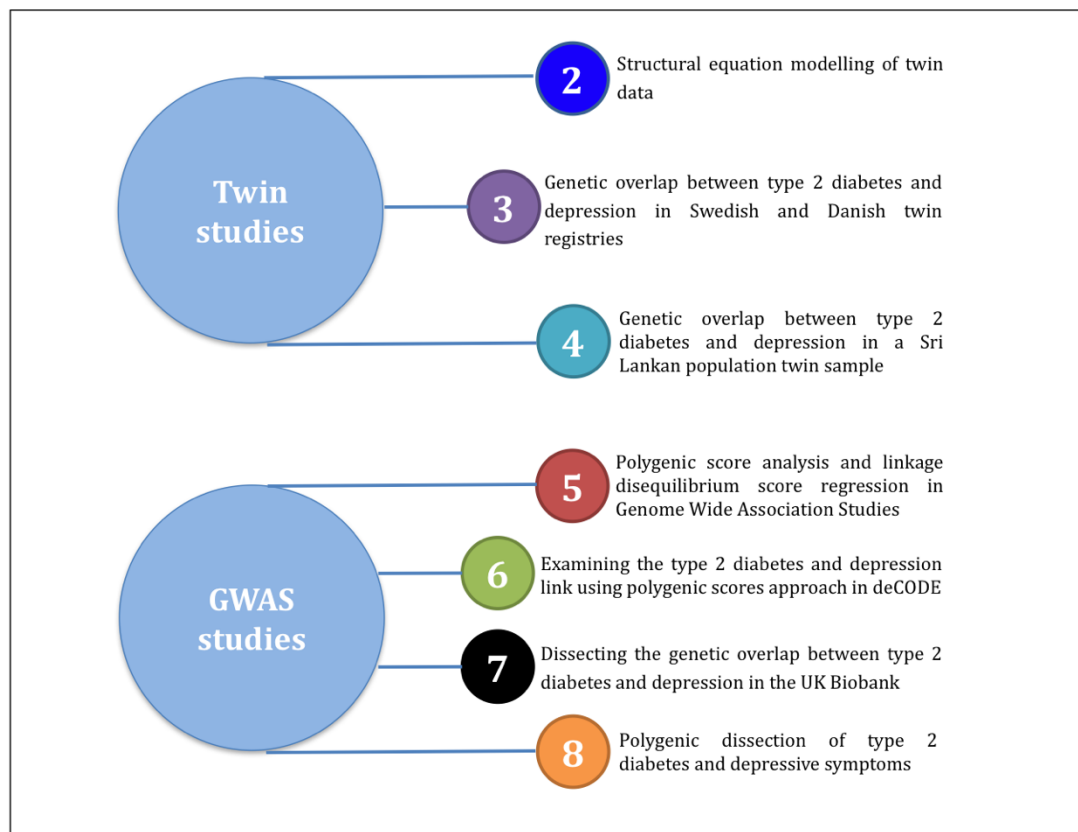 Twin
studies
2
Structural equation modelling of twin
data
3
Genetic overlap between type 2 diabetes and
depression in Swedish and Danish twin
registries
4
Genetic overlap between type 2
diabetes and depression in a Sri
Lankan population twin sample
GWAS
studies
5
Polygenic score analysis and linkage
disequilibrium score regression in
Genome Wide Association Studies
6
Examining the type 2 diabetes and depression
link using polygenic scores approach in deCODE
7
Dissecting the genetic overlap between type 2
diabetes and depression in the UK Biobank
8
Polygenic dissection of type 2
diabetes and depressive symptoms